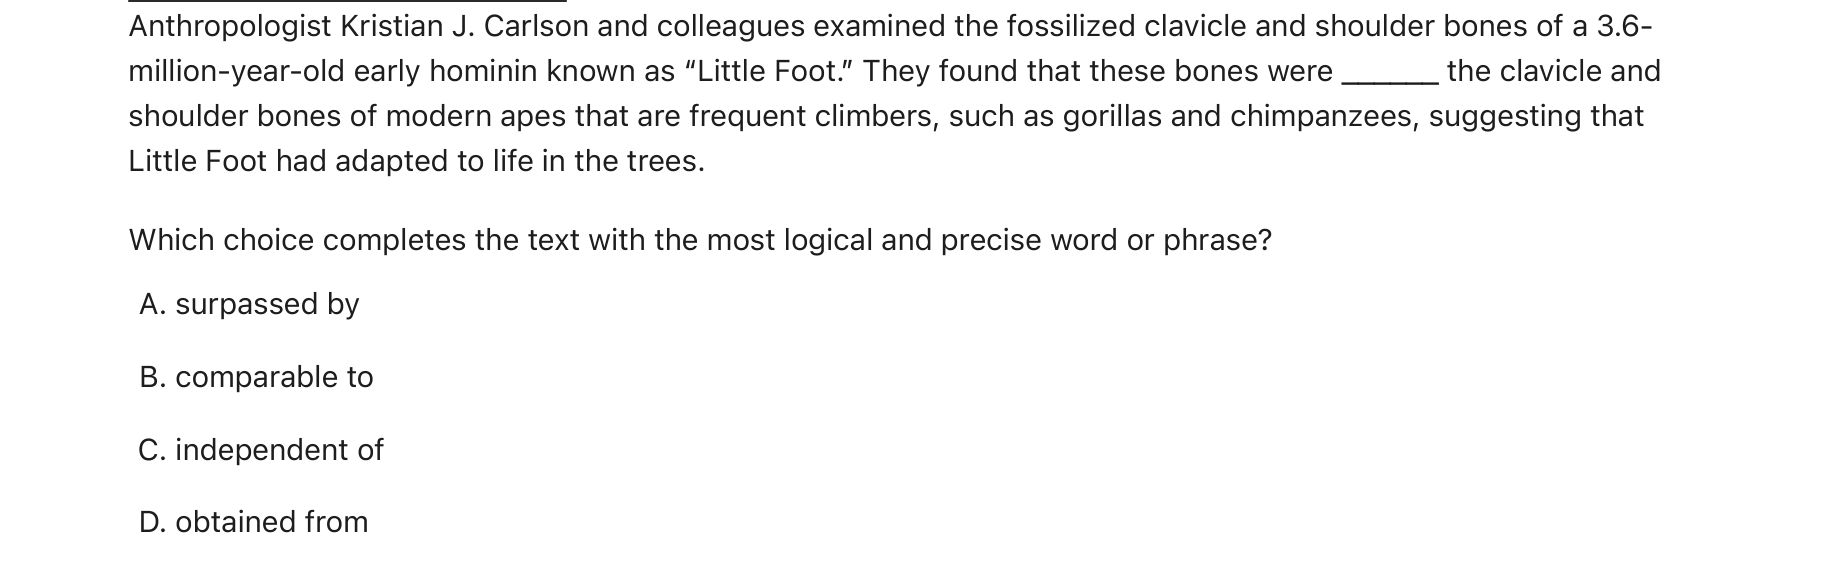 Anthropologist Kristian J. Carlson and colleagues examined the fossilized clavicle and shoulder bones of a 3.6-
million-year-old early hominin known as “Little Foot.” They found that these bones were ______ the clavicle and
shoulder bones of modern apes that are frequent climbers, such as gorillas and chimpanzees, suggesting that
Little Foot had adapted to life in the trees.
Which choice completes the text with the most logical and precise word or phrase?
A. surpassed by
B. comparable to
C. independent of
D. obtained from